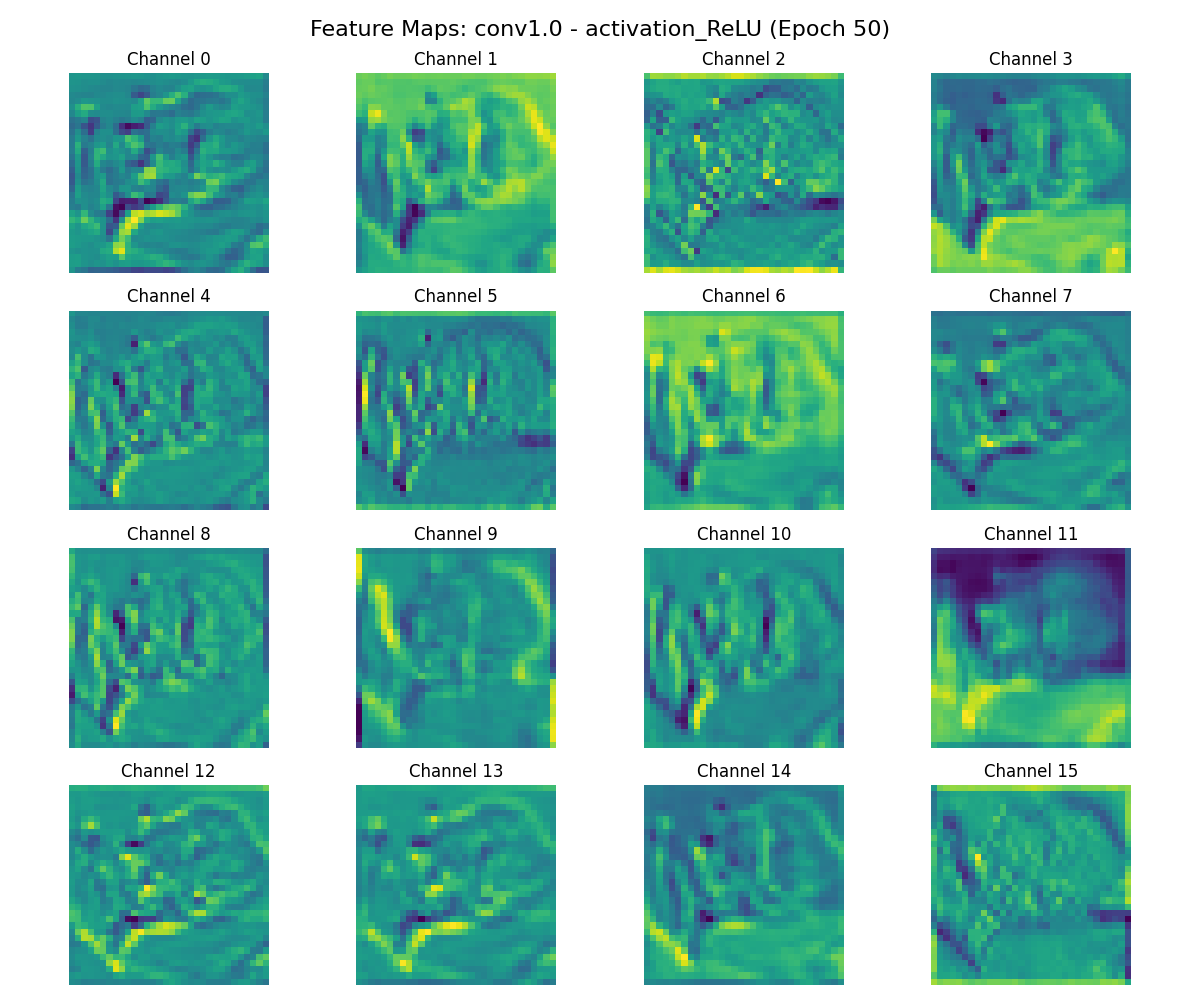 Feature Maps: conv1.0 - activation_ReLU (Epoch 50)
Channel 0
Channel 1
Channel 2
Channel 3
Channel 4
Channel 5
Channel 6
Channel 7
Channel 8
Channel 9
Channel 10
Channel 11
Channel 12
Channel 13
Channel 14
Channel 15